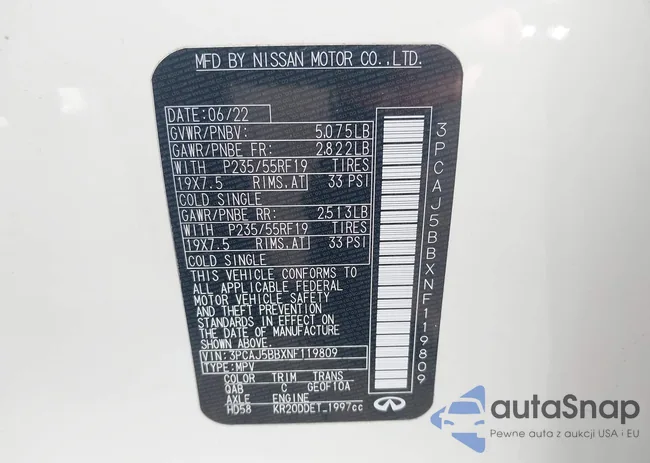 MFD BY NISSAN MOTOR CO.,LTD.
DATE:06/22
GVWR/PNBV: 5,075LB
GAWR/PNBE FR: 2,822LB
WITH P235/55RF19 TIRES
19X7.5 RIMS.AT 33 PSI
COLD SINGLE
GAWR/PNBE RR: 2,513LB
WITH P235/55RF19 TIRES
19X7.5 RIMS.AT 33 PSI
COLD SINGLE
THIS VEHICLE CONFORMS TO
ALL APPLICABLE FEDERAL
MOTOR VEHICLE SAFETY
AND THEFT PREVENTION
STANDARDS IN EFFECT ON
THE DATE OF MANUFACTURE
SHOWN ABOVE.
VIN:3PCAJ5BBXNF119809
TYPE:MPV
COLOR TRIM TRANS
QAB C GE0F10A
AXLE ENGINE
HD58 KR20DDET_1997cc
3PCAJ5BBXNF119809
autoSnap
Pewne auta z aukcji USA i EU